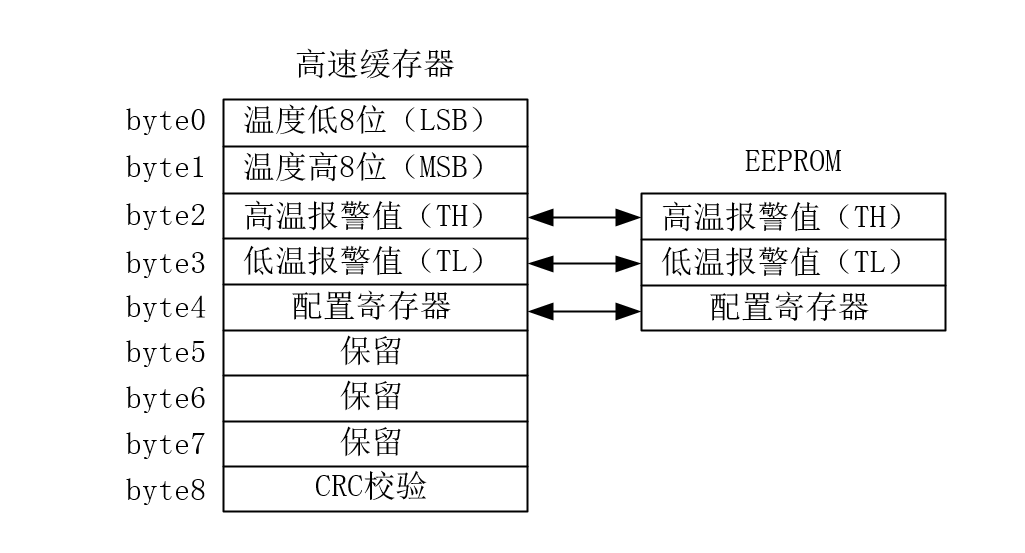 高速缓存器
byte0 温度低8位（LSB）
byte1 温度高8位（MSB）
EEPROM
byte2 高温报警值（TH） 高温报警值（TH）
byte3 低温报警值（TL） 低温报警值（TL）
byte4 配置寄存器 配置寄存器
byte5 保留
byte6 保留
byte7 保留
byte8 CRC校验